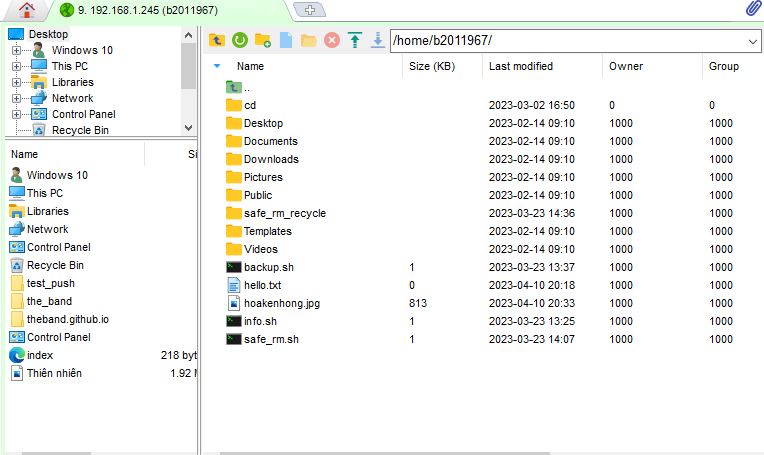 9. 192.168.1.245 (b2011967)
Desktop
Windows 10
This PC
Libraries
Network
Control Panel
Recycle Bin
Name Si
Windows 10
This PC
Libraries
Network
Control Panel
Recycle Bin
test_push
the_band
theband.github.io
Control Panel
index 218 byt
Thiên nhiên 1.92 M
/home/b2011967/
Name Size (KB) Last modified Owner Group
..
cd 2023-03-02 16:50 0 0
Desktop 2023-02-14 09:10 1000 1000
Documents 2023-02-14 09:10 1000 1000
Downloads 2023-02-14 09:10 1000 1000
Pictures 2023-02-14 09:10 1000 1000
Public 2023-02-14 09:10 1000 1000
safe_rm_recycle 2023-03-23 14:36 1000 1000
Templates 2023-02-14 09:10 1000 1000
Videos 2023-02-14 09:10 1000 1000
backup.sh 1 2023-03-23 13:37 1000 1000
hello.txt 0 2023-04-10 20:18 1000 1000
hoakenhong.jpg 813 2023-04-10 20:33 1000 1000
info.sh 1 2023-03-23 13:25 1000 1000
safe_rm.sh 1 2023-03-23 14:07 1000 1000